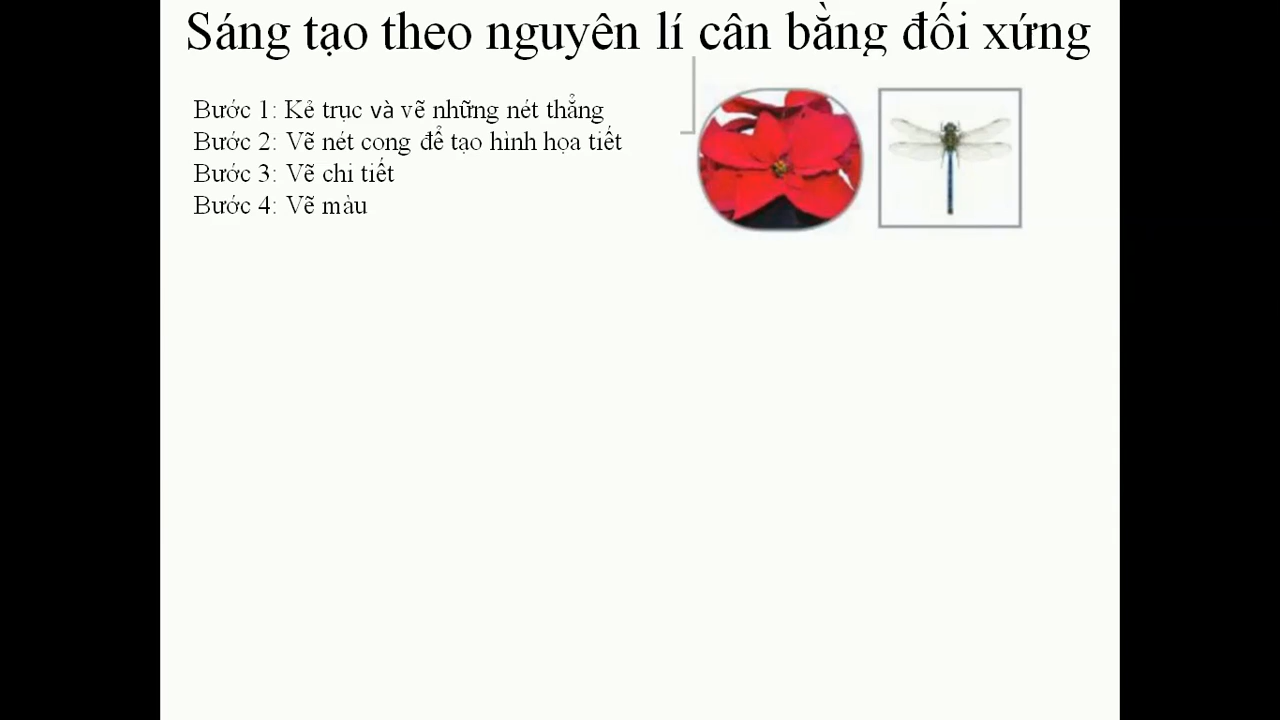 Sáng tạo theo nguyên lí cân bằng đối xứng
Bước 1: Kẻ trục và vẽ những nét thẳng
Bước 2: Vẽ nét cong để tạo hình họa tiết
Bước 3: Vẽ chi tiết
Bước 4: Vẽ màu